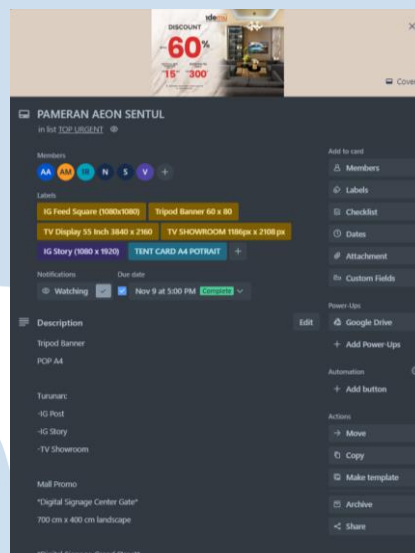 idemu
DISCOUNT
60%
15"
300"
Cover
PAMERAN AEON SENTUL
in list TOP URGENT
Members
AA
AM
N
S
V
Labels
IG Feed Square (1080x1080)
Tripod Banner 60 x 80
TV Display 55 Inch 3840 x 2160
TV SHOWROOM 1186px x 2108 px
IG Story (1080 x 1920)
TENT CARD A4 POTRAIT
Notifications
Due date
Watching
Nov 9 at 5:00 PM
Complete
Description
Edit
Tripod Banner
POP A4
Turunan:
-IG Post
-IG Story
-TV Showroom
Mall Promo
*Digital Signage Center Gate*
700 cm x 400 cm landscape
Add to card
Members
Labels
Checklist
Dates
Attachment
Custom Fields
Power-Ups
Google Drive
+ Add Power-Ups
Automation
+ Add button
Actions
Move
Copy
Make template
Archive
Share